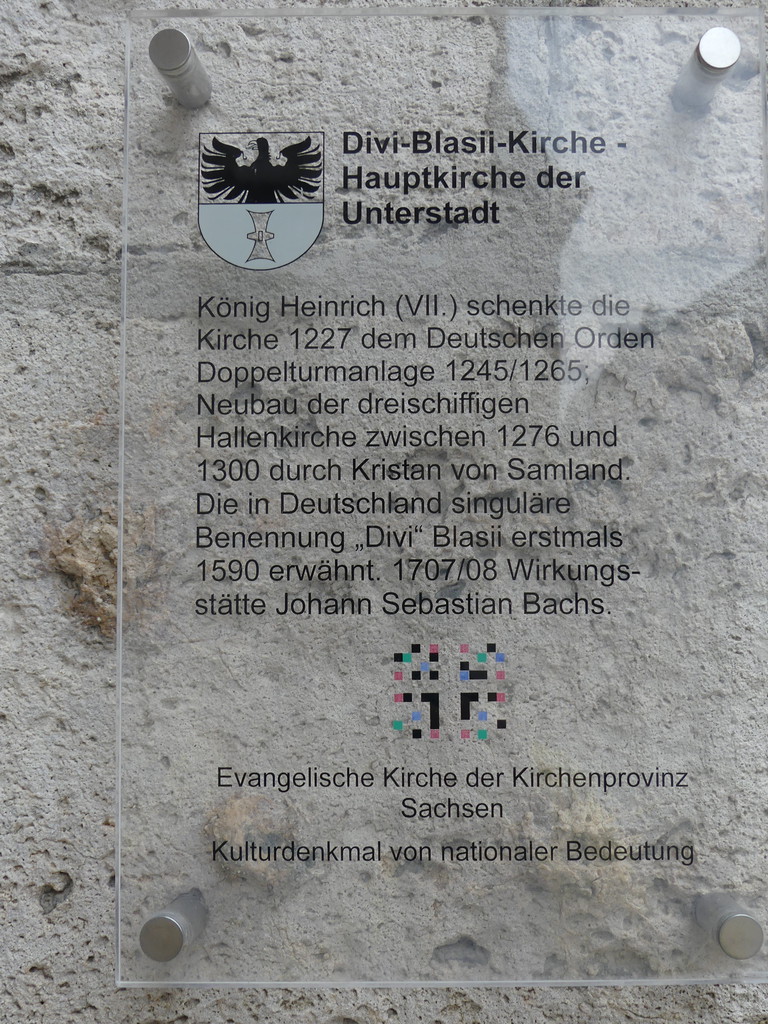 Divi-Blasii-Kirche -
Hauptkirche der
Unterstadt
König Heinrich (VII.) schenkte die
Kirche 1227 dem Deutschen Orden
Doppelturmanlage 1245/1265;
Neubau der dreischiffigen
Hallenkirche zwischen 1276 und
1300 durch Kristan von Samland.
Die in Deutschland singuläre
Benennung „Divi“ Blasii erstmals
1590 erwähnt. 1707/08 Wirkungs-
stätte Johann Sebastian Bachs.
Evangelische Kirche der Kirchenprovinz
Sachsen
Kulturdenkmal von nationaler Bedeutung